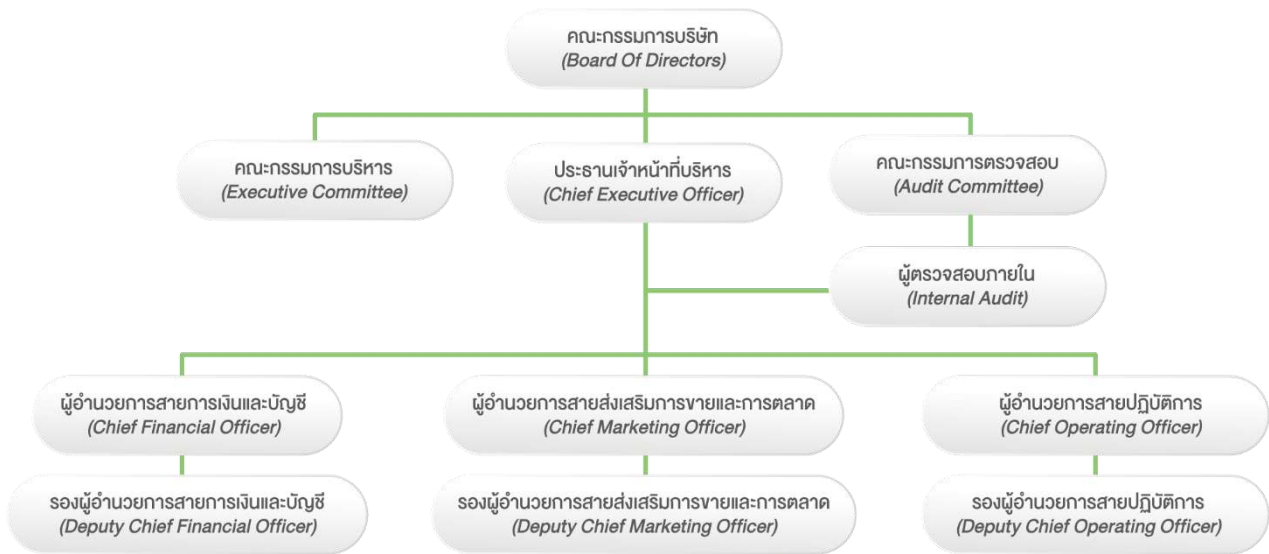 คณะกรรมการบริษัท
(Board Of Directors)
คณะกรรมการบริหาร
(Executive Committee)
ประธานเจ้าหน้าที่บริหาร
(Chief Executive Officer)
คณะกรรมการตรวจสอบ
(Audit Committee)
ผู้ตรวจสอบภายใน
(Internal Audit)
ผู้อำนวยการสายการเงินและบัญชี
(Chief Financial Officer)
ผู้อำนวยการสายส่งเสริมการขายและการตลาด
(Chief Marketing Officer)
ผู้อำนวยการสายปฏิบัติการ
(Chief Operating Officer)
รองผู้อำนวยการสายการเงินและบัญชี
(Deputy Chief Financial Officer)
รองผู้อำนวยการสายส่งเสริมการขายและการตลาด
(Deputy Chief Marketing Officer)
รองผู้อำนวยการสายปฏิบัติการ
(Deputy Chief Operating Officer)